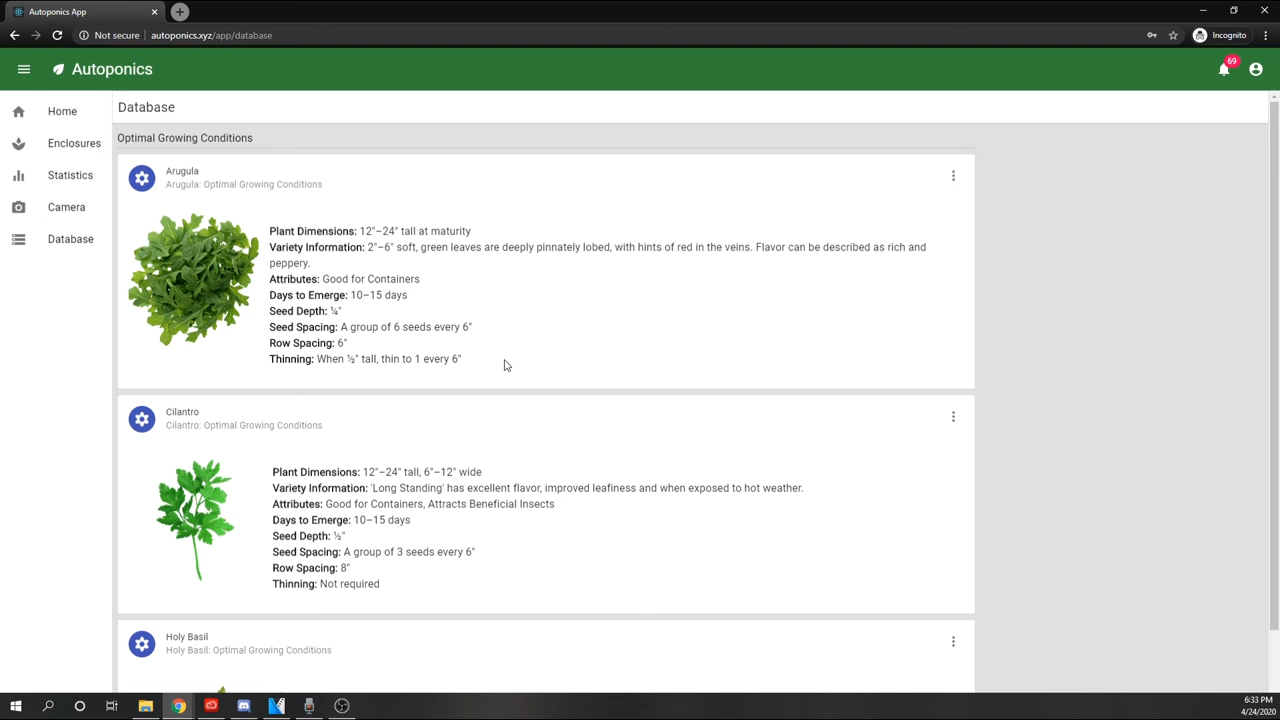 Autoponics App
Not secure autoponics.xyz/app/database
Incognito
Autoponics
69
Home
Enclosures
Statistics
Camera
Database
Database
Optimal Growing Conditions
Arugula
Arugula: Optimal Growing Conditions
Plant Dimensions: 12"–24" tall at maturity
Variety Information: 2"–6" soft, green leaves are deeply pinnately lobed, with hints of red in the veins. Flavor can be described as rich and
peppery.
Attributes: Good for Containers
Days to Emerge: 10–15 days
Seed Depth: ¼"
Seed Spacing: A group of 6 seeds every 6"
Row Spacing: 6"
Thinning: When ½" tall, thin to 1 every 6"
Cilantro
Cilantro: Optimal Growing Conditions
Plant Dimensions: 12"–24" tall, 6"–12" wide
Variety Information: 'Long Standing' has excellent flavor, improved leafiness and when exposed to hot weather.
Attributes: Good for Containers, Attracts Beneficial Insects
Days to Emerge: 10–15 days
Seed Depth: ½"
Seed Spacing: A group of 3 seeds every 6"
Row Spacing: 8"
Thinning: Not required
Holy Basil
Holy Basil: Optimal Growing Conditions
6:33 PM
4/24/2020